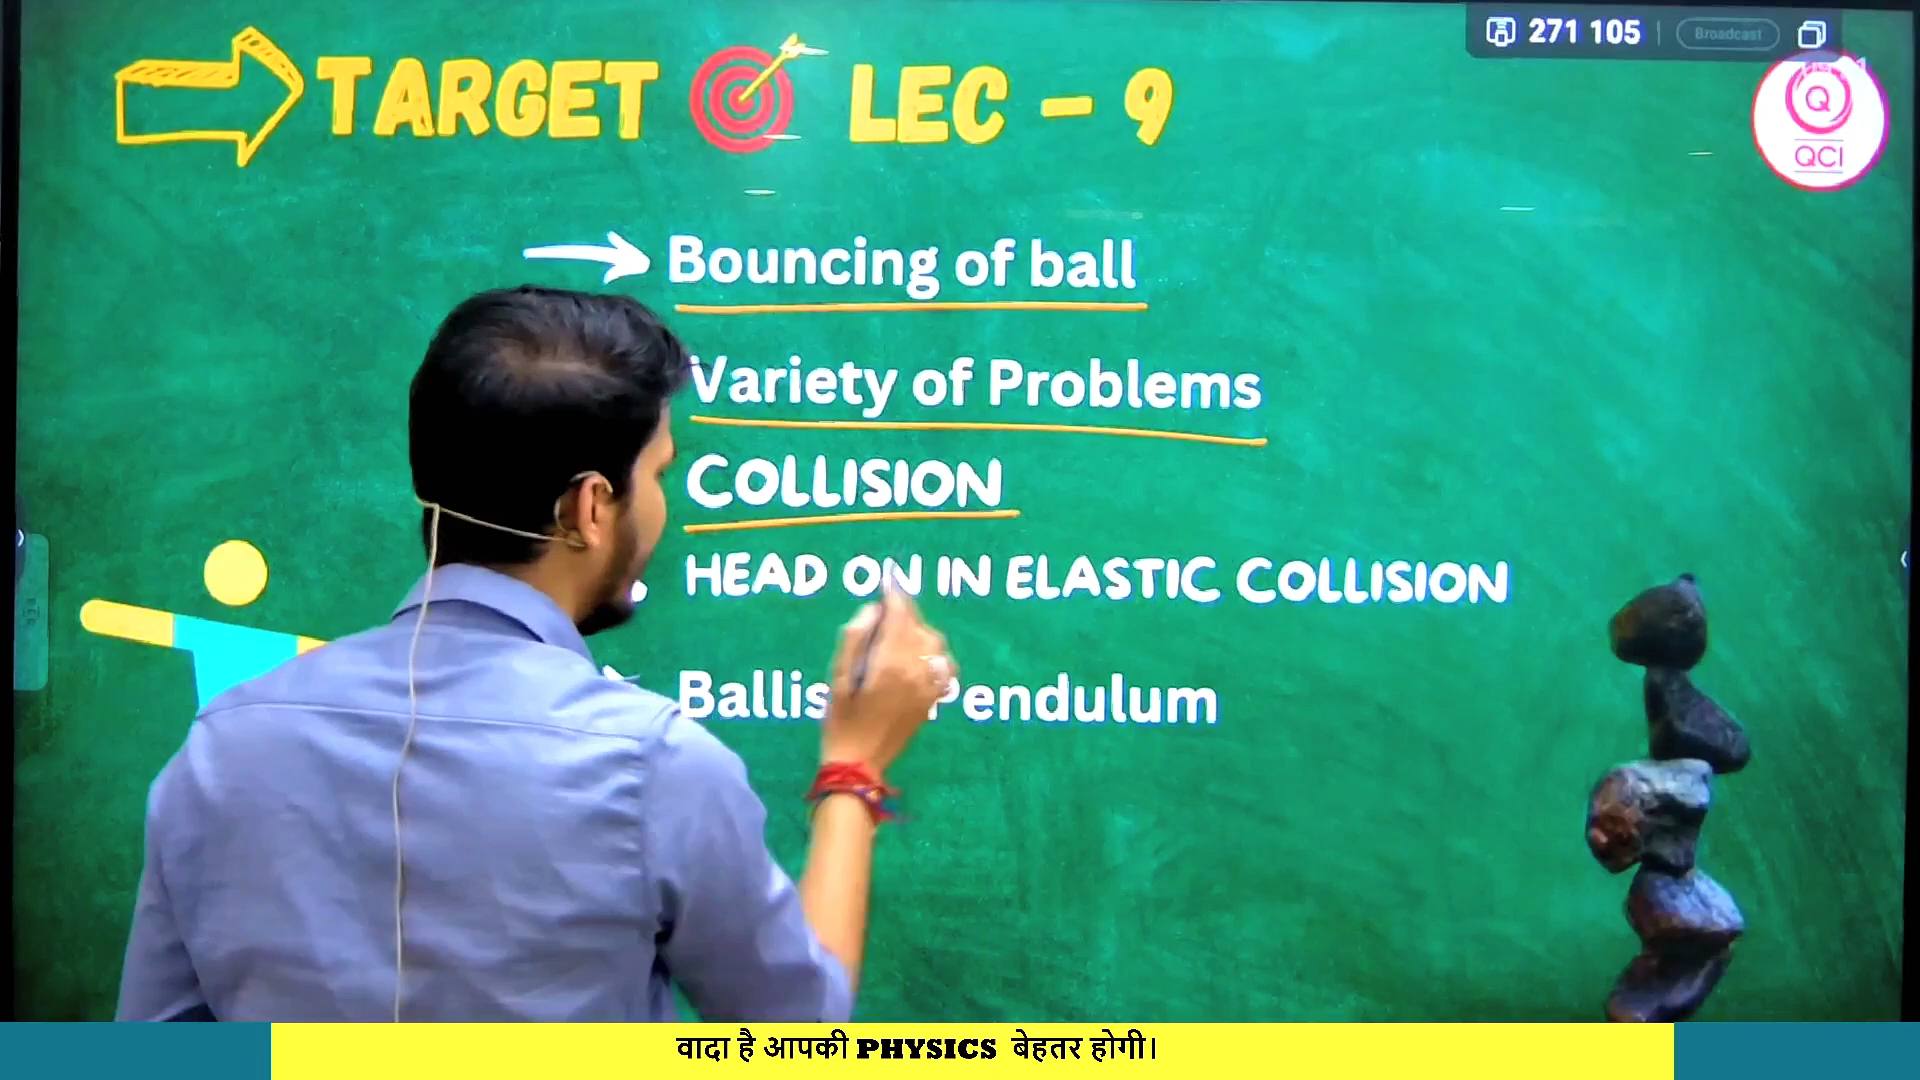 271 105 Broadcast
TARGET LEC - 9
Q
QCI
Bouncing of ball
Variety of Problems
COLLISION
HEAD ON IN ELASTIC COLLISION
Pendulum
वादा है आपकी PHYSICS बेहतर होगी।